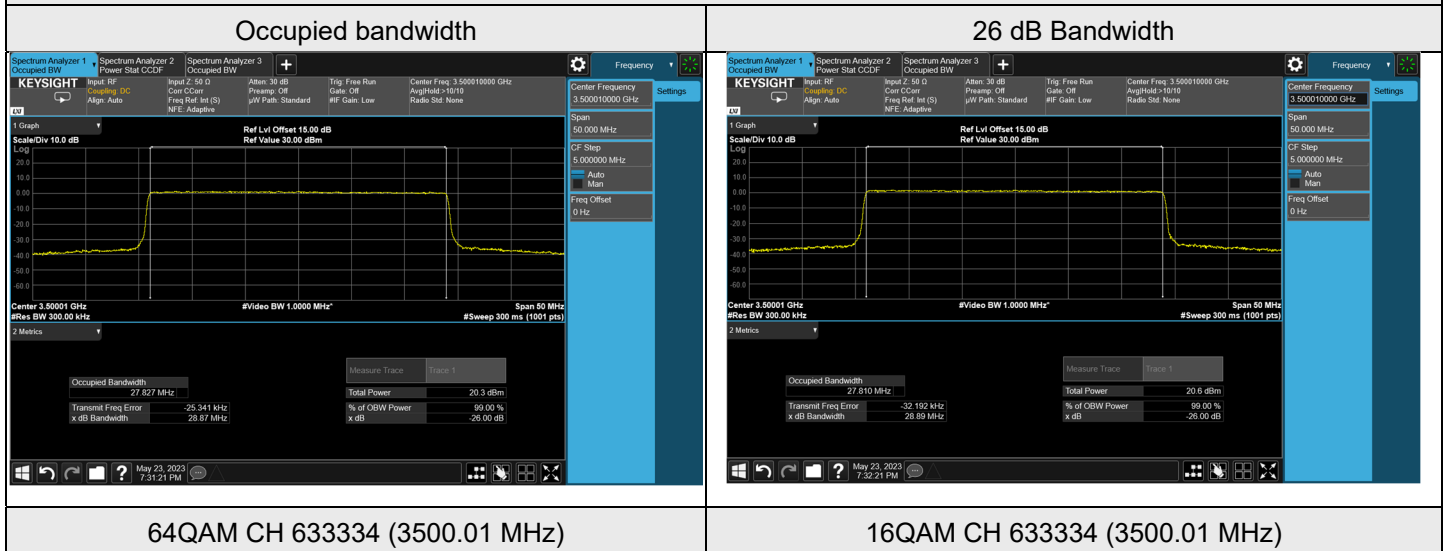 Occupied bandwidth
26 dB Bandwidth
Spectrum Analyzer 1
Occupied BW
Spectrum Analyzer 2
Power Stat CCDF
Spectrum Analyzer 3
Occupied BW
+
Frequency
KEYSIGHT
Input: RF
Coupling: DC
Align: Auto
Input Z: 50 Ω
Corr CCorr
Freq Ref: Int (S)
NFE: Adaptive
Atten: 30 dB
Preamp: Off
µW Path: Standard
Trig: Free Run
Gate: Off
#IF Gain: Low
Center Freq: 3.500010000 GHz
Avg|Hold:>10/10
Radio Std: None
LXI
Center Frequency
3.500010000 GHz
Settings
Span
50.000 MHz
CF Step
5.000000 MHz
Auto
Man
Freq Offset
0 Hz
1 Graph
Scale/Div 10.0 dB
Ref Lvl Offset 15.00 dB
Ref Value 30.00 dBm
Log
20.0
10.0
0.00
-10.0
-20.0
-30.0
-40.0
-50.0
-60.0
Center 3.50001 GHz
#Res BW 300.00 kHz
#Video BW 1.0000 MHz*
Span 50 MHz
#Sweep 300 ms (1001 pts)
2 Metrics
Measure Trace
Trace 1
Occupied Bandwidth
27.827 MHz
Total Power 20.3 dBm
Transmit Freq Error -25.341 kHz
% of OBW Power 99.00 %
x dB Bandwidth 28.87 MHz
x dB -26.00 dB
?
May 23, 2023
7:31:21 PM
Spectrum Analyzer 1
Occupied BW
Spectrum Analyzer 2
Power Stat CCDF
Spectrum Analyzer 3
Occupied BW
+
Frequency
KEYSIGHT
Input: RF
Coupling: DC
Align: Auto
Input Z: 50 Ω
Corr CCorr
Freq Ref: Int (S)
NFE: Adaptive
Atten: 30 dB
Preamp: Off
µW Path: Standard
Trig: Free Run
Gate: Off
#IF Gain: Low
Center Freq: 3.500010000 GHz
Avg|Hold:>10/10
Radio Std: None
LXI
Center Frequency
3.500010000 GHz
Settings
Span
50.000 MHz
CF Step
5.000000 MHz
Auto
Man
Freq Offset
0 Hz
1 Graph
Scale/Div 10.0 dB
Ref Lvl Offset 15.00 dB
Ref Value 30.00 dBm
Log
20.0
10.0
0.00
-10.0
-20.0
-30.0
-40.0
-50.0
-60.0
Center 3.50001 GHz
#Res BW 300.00 kHz
#Video BW 1.0000 MHz*
Span 50 MHz
#Sweep 300 ms (1001 pts)
2 Metrics
Measure Trace
Trace 1
Occupied Bandwidth
27.810 MHz
Total Power 20.6 dBm
Transmit Freq Error -32.192 kHz
% of OBW Power 99.00 %
x dB Bandwidth 28.89 MHz
x dB -26.00 dB
?
May 23, 2023
7:32:21 PM
64QAM CH 633334 (3500.01 MHz)
16QAM CH 633334 (3500.01 MHz)